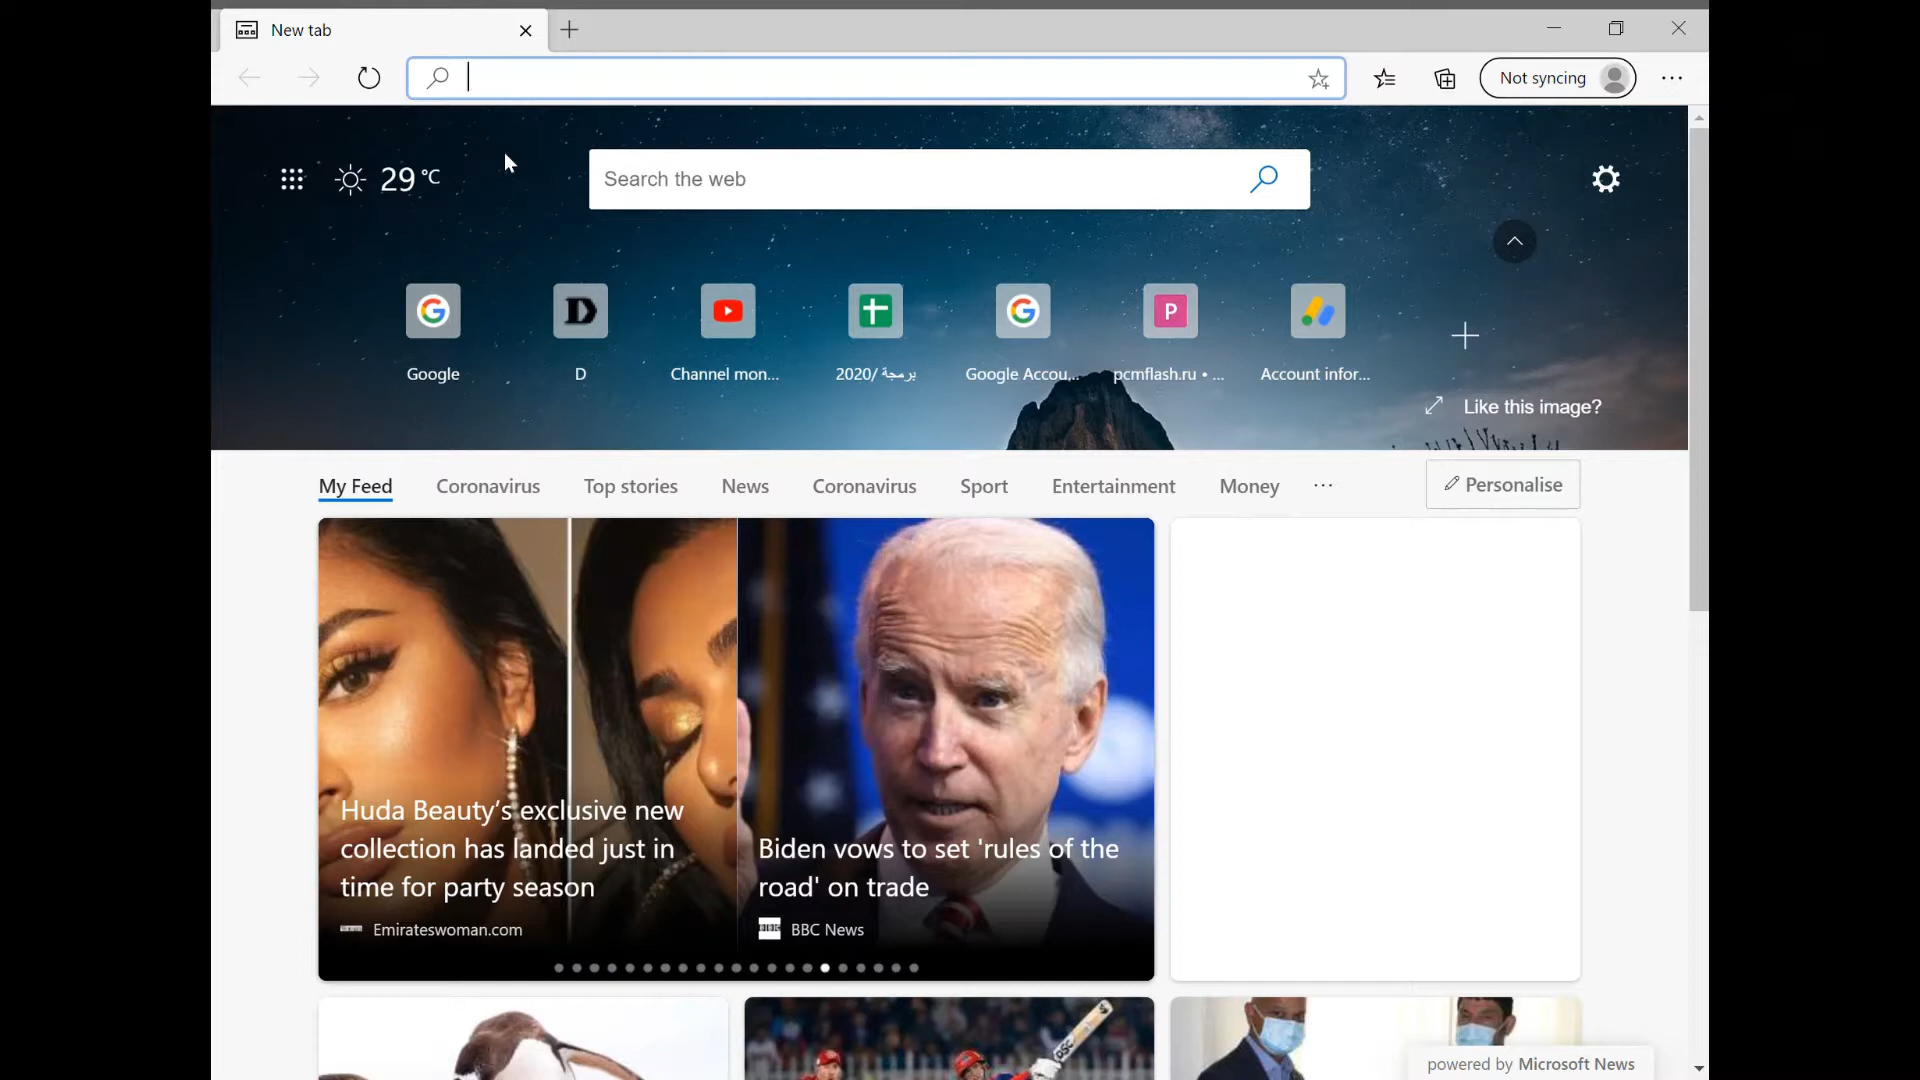 New tab
Not syncing
29 °C
Search the web
Google
D
Channel mon...
برمجة /2020
Google Accou...
pcmflash.ru • ...
Account infor...
Like this image?
My Feed
Coronavirus
Top stories
News
Coronavirus
Sport
Entertainment
Money
Personalise
Huda Beauty's exclusive new
collection has landed just in
time for party season
Emirateswoman.com
Biden vows to set 'rules of the
road' on trade
BBC
BBC News
powered by Microsoft News